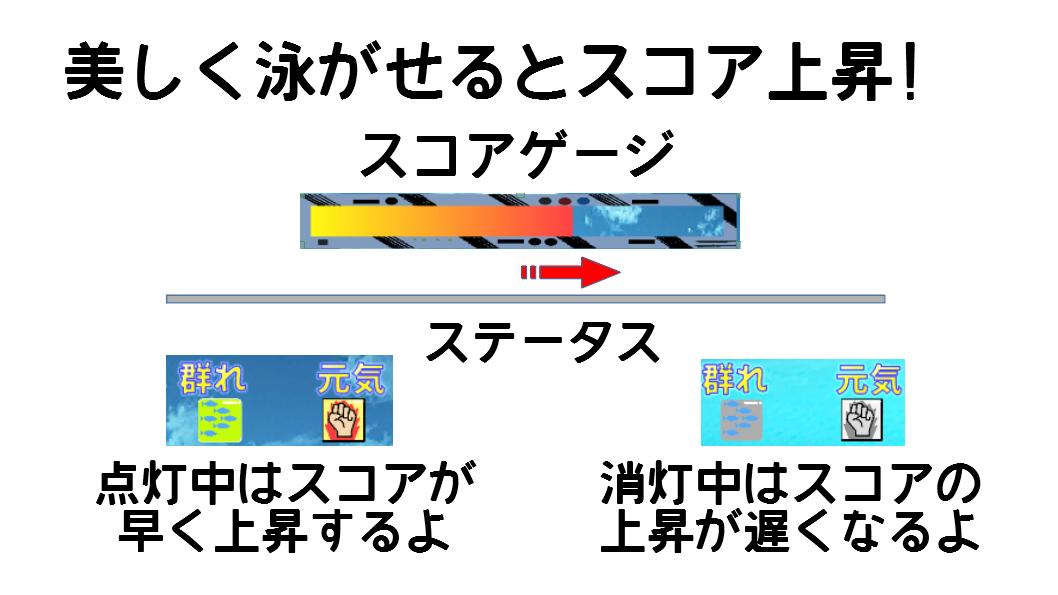 美しく泳がせるとスコア上昇!
スコアゲージ
ステータス
群れ 元気
群れ 元気
点灯中はスコアが
早く上昇するよ
消灯中はスコアの
上昇が遅くなるよ